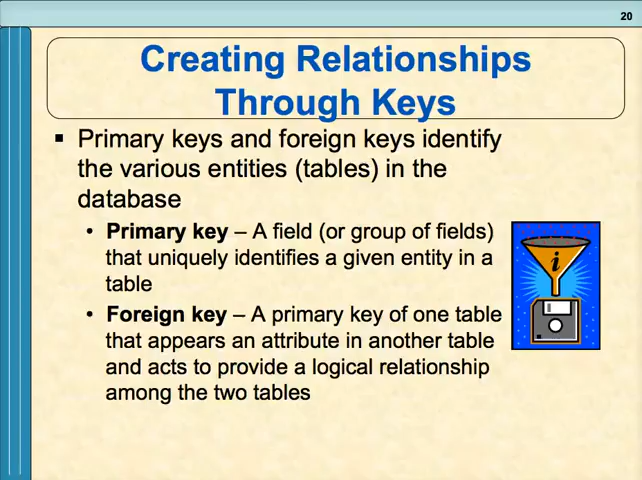 20
Creating Relationships
Through Keys
▪ Primary keys and foreign keys identify
the various entities (tables) in the
database
• Primary key – A field (or group of fields)
that uniquely identifies a given entity in a
table
• Foreign key – A primary key of one table
that appears an attribute in another table
and acts to provide a logical relationship
among the two tables
i